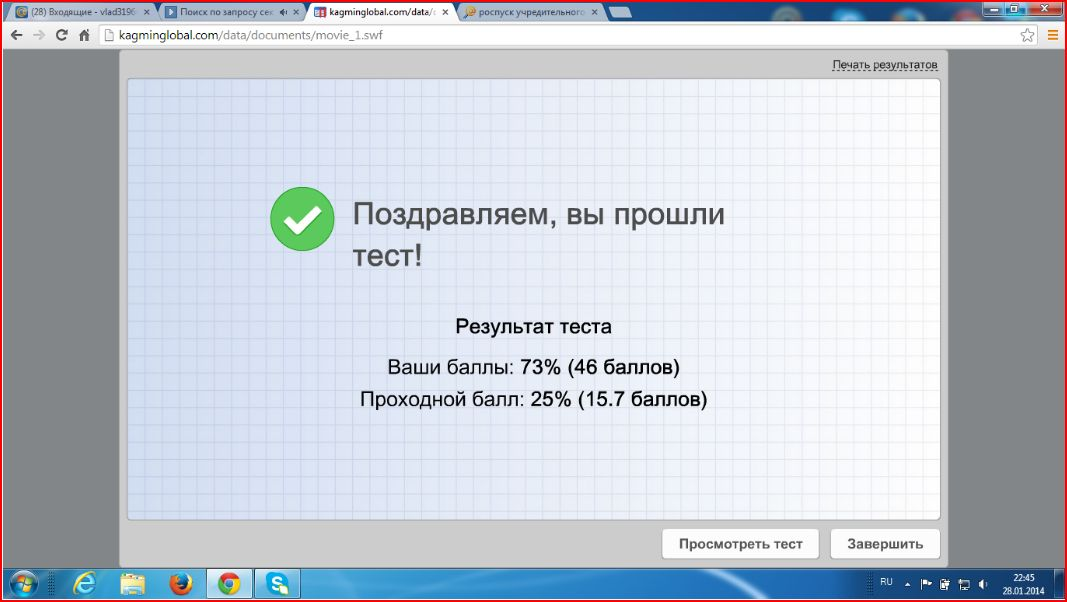 (28) Входящие - vlad3196
Поиск по запросу сек
kagminglobal.com/data/
роспуск учредительного
kagminglobal.com/data/documents/movie_1.swf
Печать результатов
Поздравляем, вы прошли
тест!
Результат теста
Ваши баллы: 73% (46 баллов)
Проходной балл: 25% (15.7 баллов)
Просмотреть тест
Завершить
RU
22:45
28.01.2014